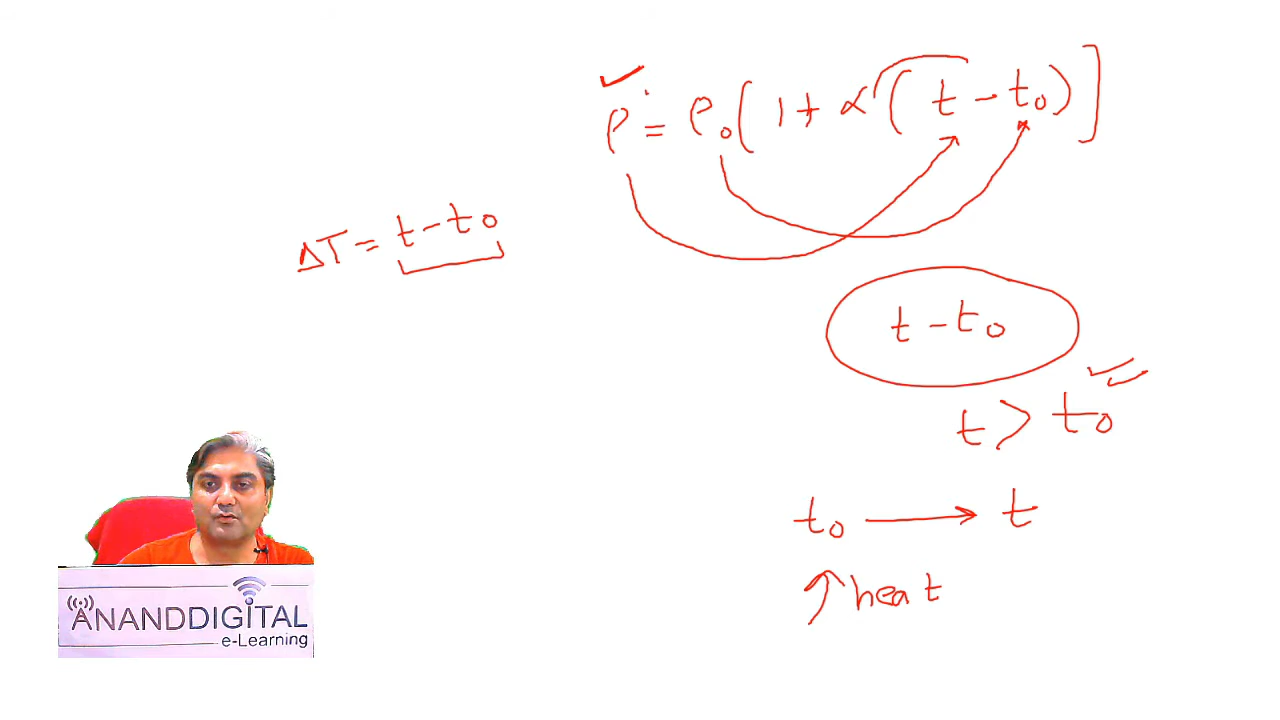 ρ = ρ₀(1 + α(t - t₀)]
ΔT = t - t₀
t - t₀
t > t₀
t₀ → t
↑ heat
ANANDDIGITAL
e-Learning